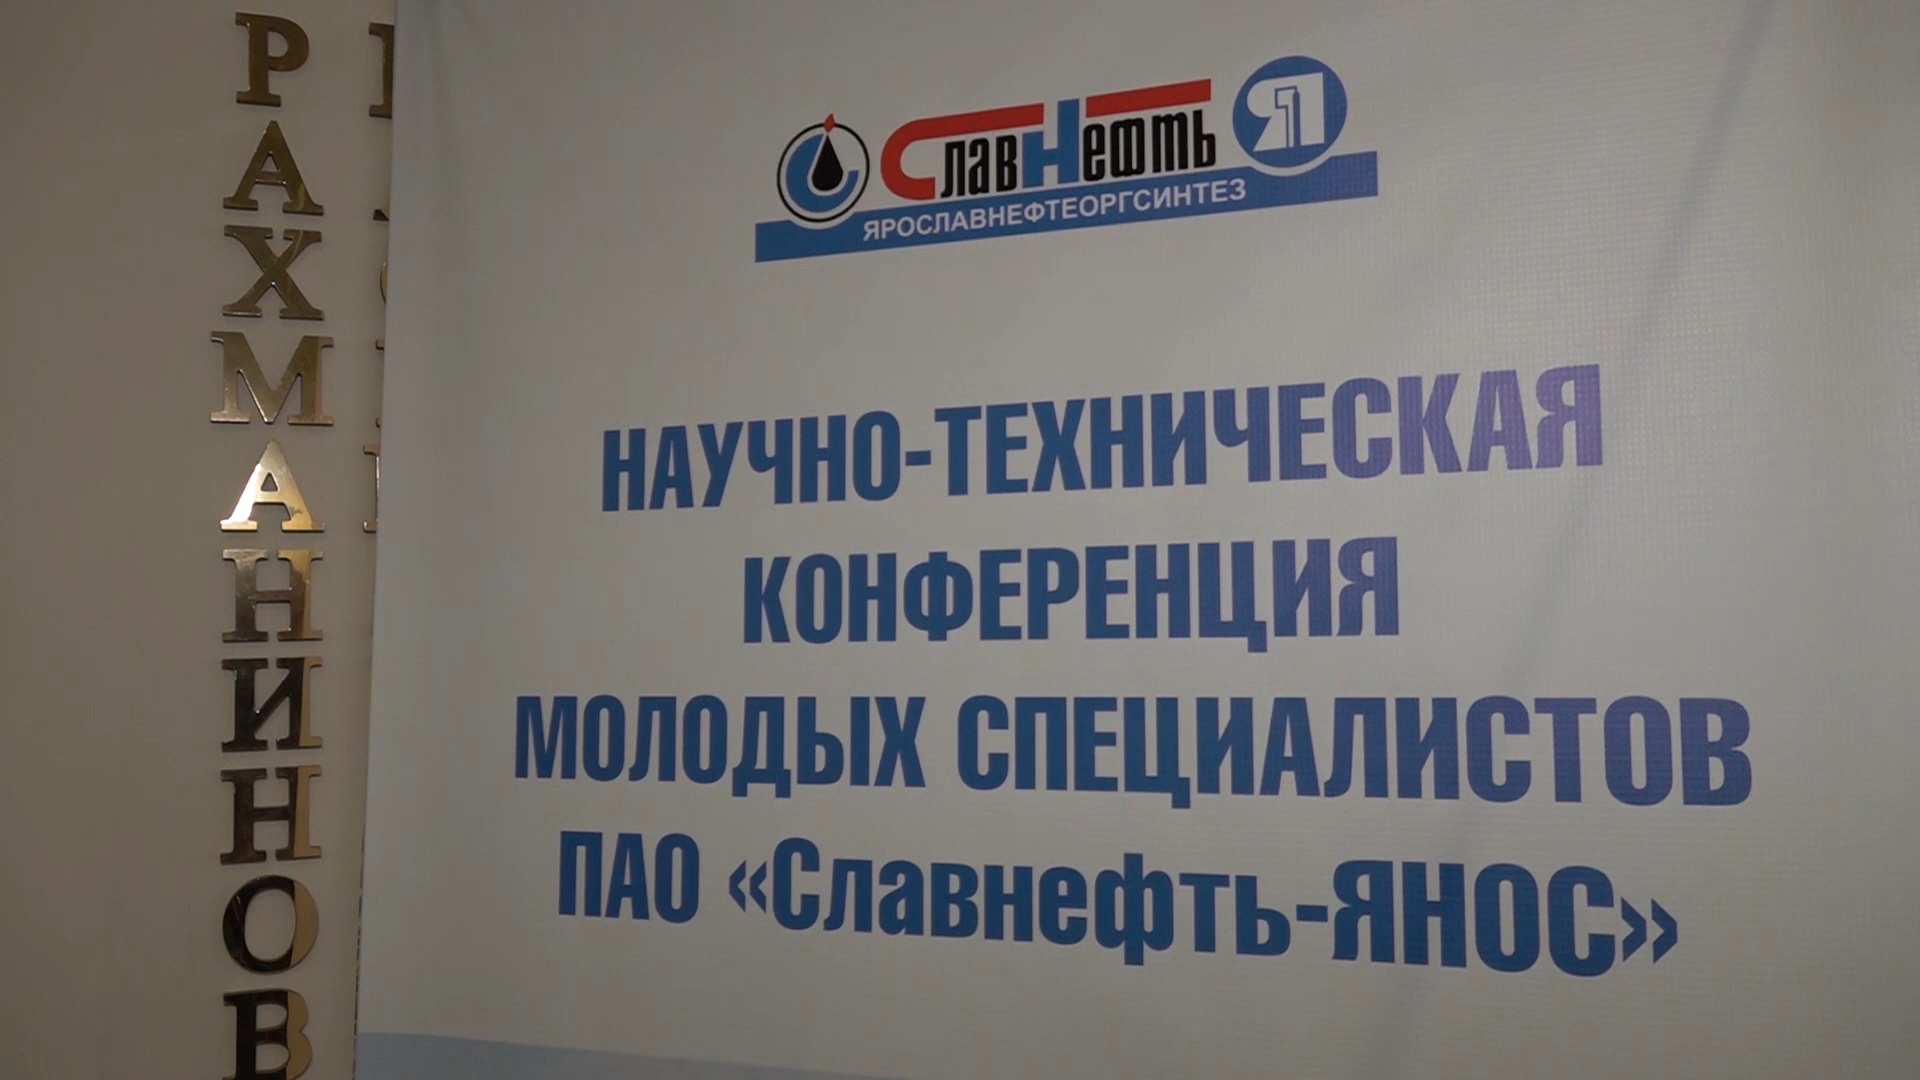 РАХМАНИНОВ
СлавНефть
Я
ЯРОСЛАВНЕФТЕОРГСИНТЕЗ
НАУЧНО-ТЕХНИЧЕСКАЯ
КОНФЕРЕНЦИЯ
МОЛОДЫХ СПЕЦИАЛИСТОВ
ПАО «Славнефть-ЯНОС»